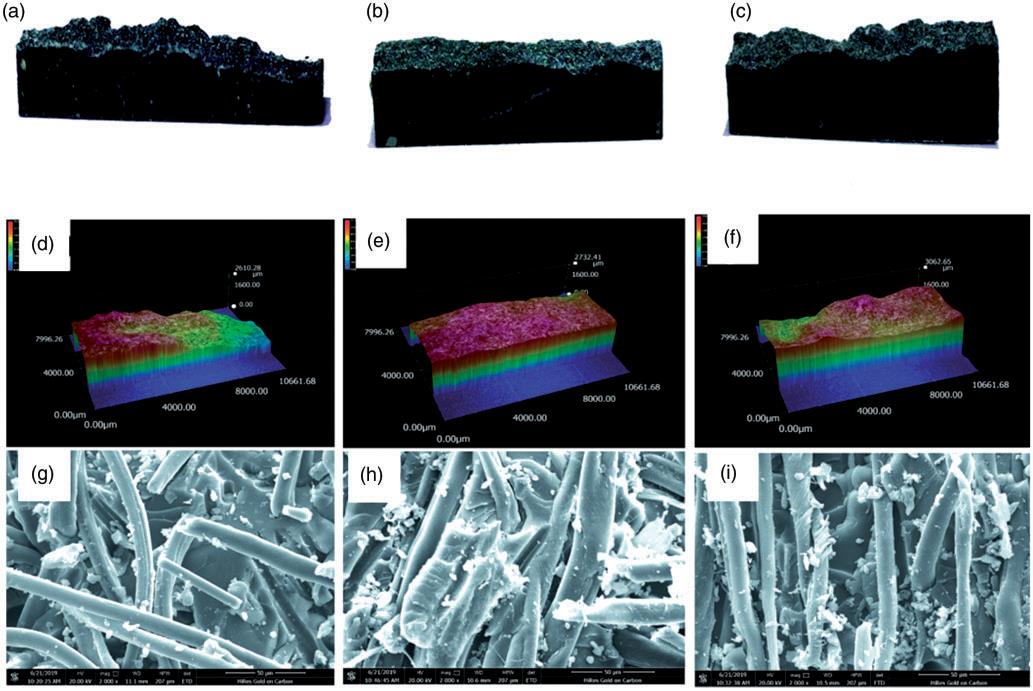 (a)
(b)
(c)
(d)
2610.28
μm
1600.00
0.00
7996.26
4000.00
0.00μm
0.00μm
4000.00
8000.00
10661.68
(e)
2732.41
μm
1600.00
0.00
7996.26
4000.00
0.00μm
0.00μm
4000.00
8000.00
10661.68
(f)
3062.65
μm
1600.00
7996.26
4000.00
0.00μm
0.00μm
4000.00
8000.00
10661.68
(g)
6/21/2019 HV mag WD HFW det 50 μm
10:20:25 AM 20.00 kV 2 000 x 11.1 mm 207 μm ETD HiRes Gold on Carbon
(h)
6/21/2019 HV mag WD HFW det 50 μm
10:46:45 AM 20.00 kV 2 000 x 10.6 mm 207 μm ETD HiRes Gold on Carbon
(i)
6/21/2019 HV mag WD HFW det 50 μm
10:32:38 AM 20.00 kV 2 000 x 10.5 mm 207 μm ETD HiRes Gold on Carbon